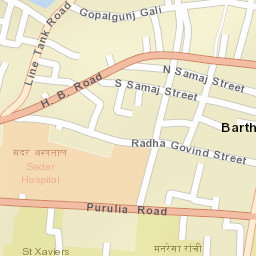 Gopalgunj Gali
Line Tank Road
N Samaj Street
S Samaj Street
H. B. Road
Barth
Radha Govind Street
सदर अस्पताल
Sadar
Hospital
Purulia Road
St Xaviers
मनरेसा रांची